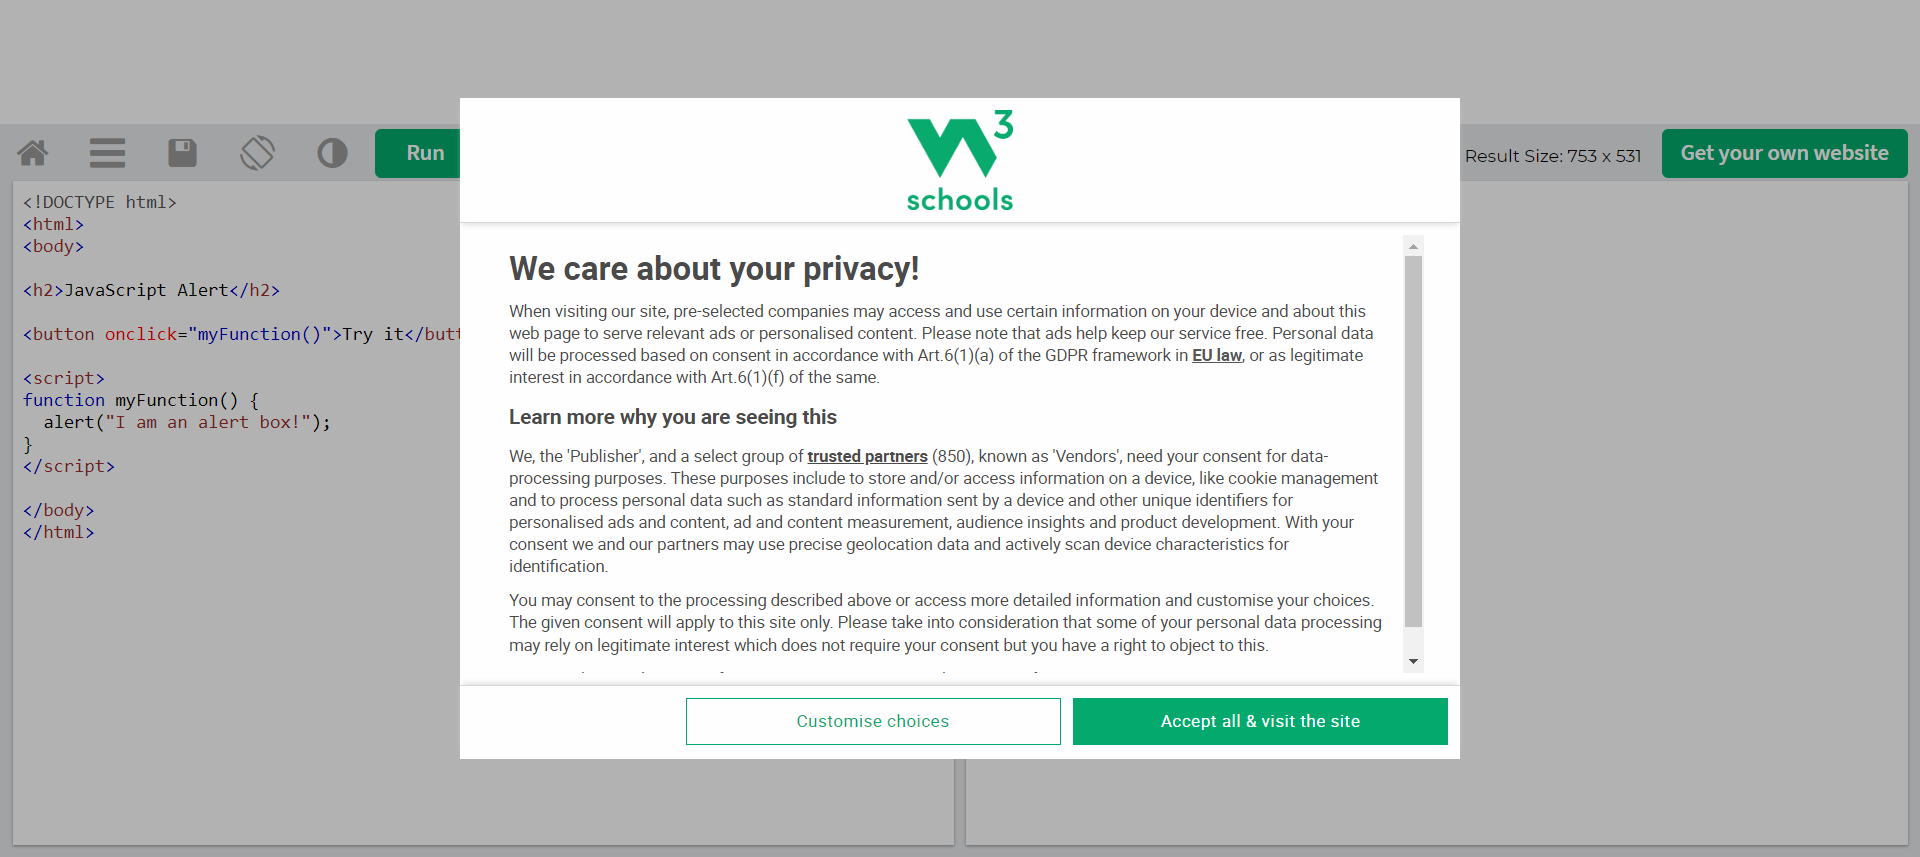 Run
Result Size: 753 x 531
Get your own website
<!DOCTYPE html>
<html>
<body>
<h2>JavaScript Alert</h2>
<button onclick="myFunction()">Try it</butt
<script>
function myFunction() {
  alert("I am an alert box!");
}
</script>
</body>
</html>
W3
schools
We care about your privacy!
When visiting our site, pre-selected companies may access and use certain information on your device and about this
web page to serve relevant ads or personalised content. Please note that ads help keep our service free. Personal data
will be processed based on consent in accordance with Art.6(1)(a) of the GDPR framework in EU law, or as legitimate
interest in accordance with Art.6(1)(f) of the same.
Learn more why you are seeing this
We, the 'Publisher', and a select group of trusted partners (850), known as 'Vendors', need your consent for data-
processing purposes. These purposes include to store and/or access information on a device, like cookie management
and to process personal data such as standard information sent by a device and other unique identifiers for
personalised ads and content, ad and content measurement, audience insights and product development. With your
consent we and our partners may use precise geolocation data and actively scan device characteristics for
identification.
You may consent to the processing described above or access more detailed information and customise your choices.
The given consent will apply to this site only. Please take into consideration that some of your personal data processing
may rely on legitimate interest which does not require your consent but you have a right to object to this.
Customise choices
Accept all & visit the site